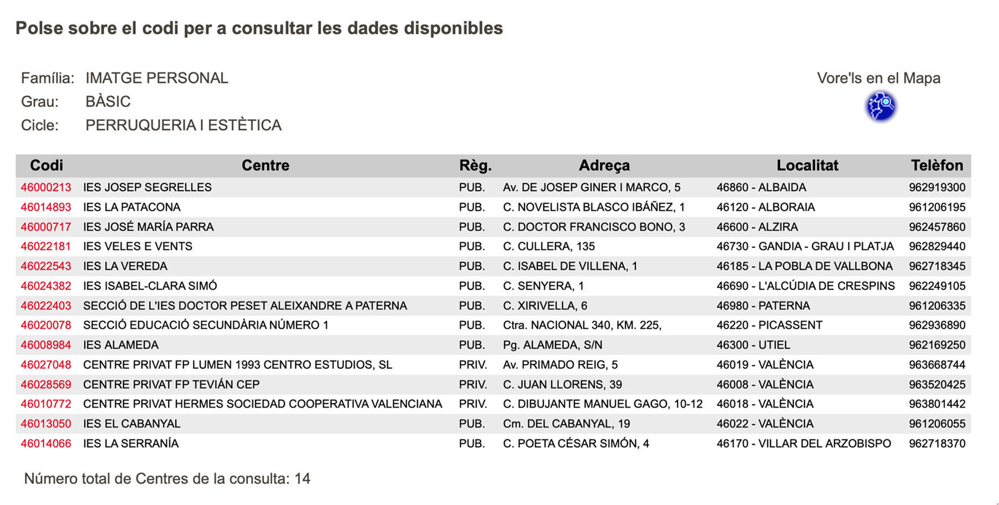 Polse sobre el codi per a consultar les dades disponibles
Família: IMATGE PERSONAL
Vore'ls en el Mapa
Grau: BÀSIC
Cicle: PERRUQUERIA I ESTÈTICA
Codi Centre Règ. Adreça Localitat Telèfon
46000213 IES JOSEP SEGRELLES PUB. Av. DE JOSEP GINER I MARCO, 5 46860 - ALBAIDA 962919300
46014893 IES LA PATACONA PUB. C. NOVELISTA BLASCO IBÁÑEZ, 1 46120 - ALBORAIA 961206195
46000717 IES JOSÉ MARÍA PARRA PUB. C. DOCTOR FRANCISCO BONO, 3 46600 - ALZIRA 962457860
46022181 IES VELES E VENTS PUB. C. CULLERA, 135 46730 - GANDIA - GRAU I PLATJA 962829440
46022543 IES LA VEREDA PUB. C. ISABEL DE VILLENA, 1 46185 - LA POBLA DE VALLBONA 962718345
46024382 IES ISABEL-CLARA SIMÓ PUB. C. SENYERA, 1 46690 - L'ALCÚDIA DE CRESPINS 962249105
46022403 SECCIÓ DE L'IES DOCTOR PESET ALEIXANDRE A PATERNA PUB. C. XIRIVELLA, 6 46980 - PATERNA 961206335
46020078 SECCIÓ EDUCACIÓ SECUNDÀRIA NÚMERO 1 PUB. Ctra. NACIONAL 340, KM. 225, 46220 - PICASSENT 962936890
46008984 IES ALAMEDA PUB. Pg. ALAMEDA, S/N 46300 - UTIEL 962169250
46027048 CENTRE PRIVAT FP LUMEN 1993 CENTRO ESTUDIOS, SL PRIV. Av. PRIMADO REIG, 5 46019 - VALÈNCIA 963668744
46028569 CENTRE PRIVAT FP TEVIÁN CEP PRIV. C. JUAN LLORENS, 39 46008 - VALÈNCIA 963520425
46010772 CENTRE PRIVAT HERMES SOCIEDAD COOPERATIVA VALENCIANA PRIV. C. DIBUJANTE MANUEL GAGO, 10-12 46018 - VALÈNCIA 963801442
46013050 IES EL CABANYAL PUB. Cm. DEL CABANYAL, 19 46022 - VALÈNCIA 961206055
46014066 IES LA SERRANÍA PUB. C. POETA CÉSAR SIMÓN, 4 46170 - VILLAR DEL ARZOBISPO 962718370
Número total de Centres de la consulta: 14